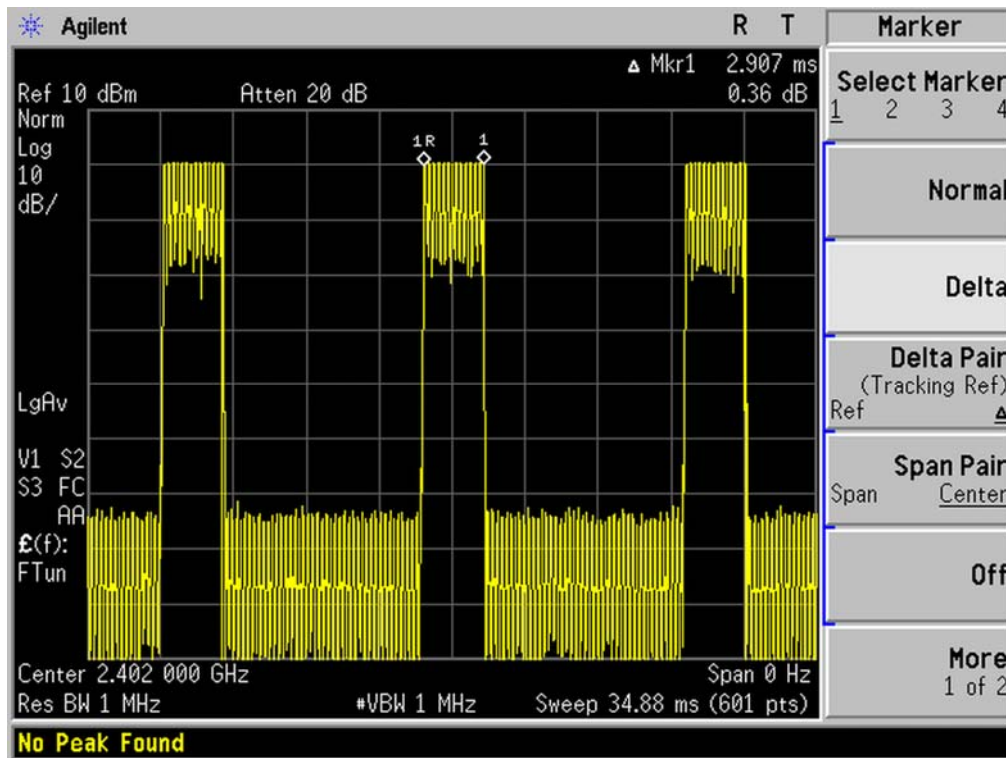 Agilent R T
Marker
Δ Mkr1 2.907 ms
Ref 10 dBm Atten 20 dB 0.36 dB
Norm
Log
10
dB/
1R 1
LgAv
V1 S2
S3 FC
AA
£(f):
FTun
Center 2.402 000 GHz Span 0 Hz
Res BW 1 MHz #VBW 1 MHz Sweep 34.88 ms (601 pts)
No Peak Found
Select Marker
1 2 3 4
Normal
Delta
Delta Pair
(Tracking Ref)
Ref Δ
Span Pair
Span Center
Off
More
1 of 2